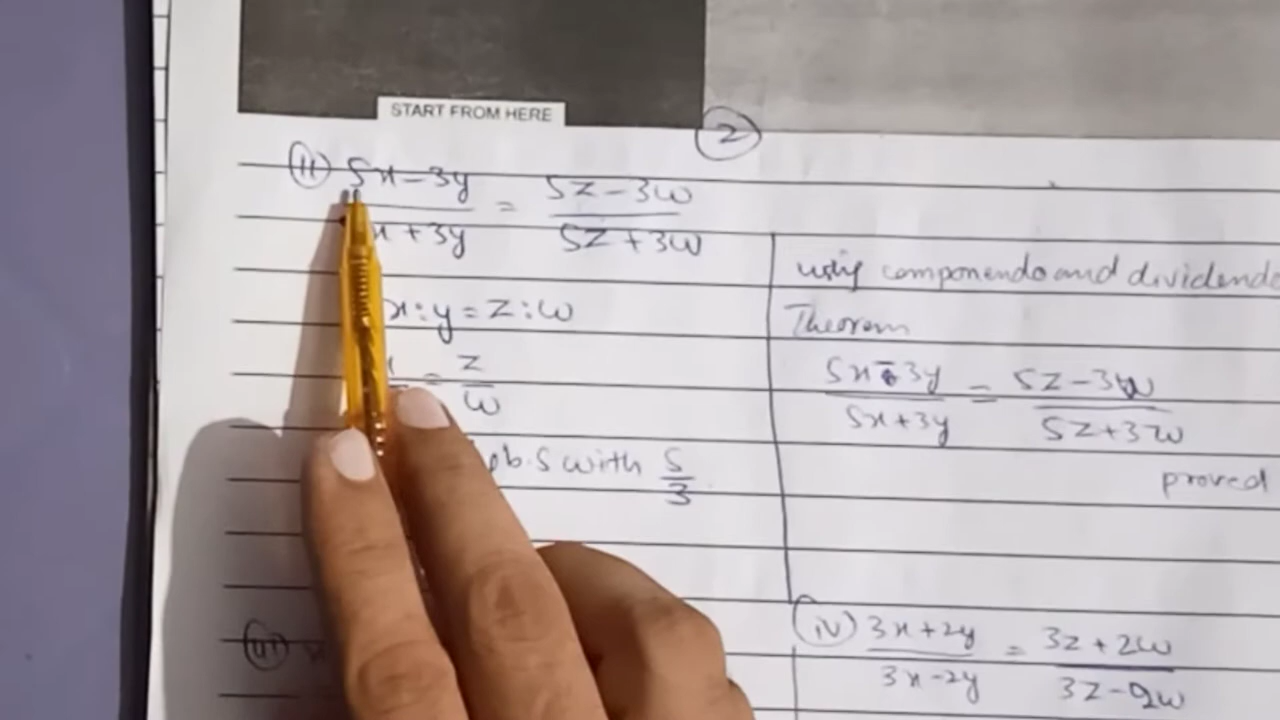 START FROM HERE
2
(ii) 5x-3y / x+3y = 5z-3w / 5z+3w
x:y = z:w
= z/w
b.s with 5/3
using componendo and dividendo
Theorem
5x-3y / 5x+3y = 5z-3w / 5z+3w
proved
(iii) x
(iv) 3x+2y / 3x-2y = 3z+2w / 3z-2w